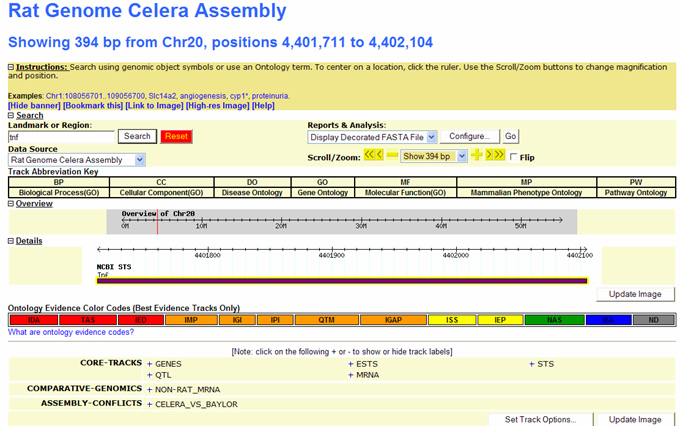 Rat Genome Celera Assembly
Showing 394 bp from Chr20, positions 4,401,711 to 4,402,104
Instructions: Search using genomic object symbols or use an Ontology term. To center on a location, click the ruler. Use the Scroll/Zoom buttons to change magnification
and position.
Examples: Chr1:108056701..109056700, Slc14a2, angiogenesis, cyp1*, proteinuria.
[Hide banner] [Bookmark this] [Link to Image] [High-res Image] [Help]
Search
Landmark or Region: Reports & Analysis:
tnf Search Reset Display Decorated FASTA File Configure... Go
Data Source
Rat Genome Celera Assembly Scroll/Zoom: Show 394 bp Flip
Track Abbreviation Key
BP CC DO GO MF MP PW
Biological Process(GO) Cellular Component(GO) Disease Ontology Gene Ontology Molecular Function(GO) Mammalian Phenotype Ontology Pathway Ontology
Overview
Overview of Chr20
0M 10M 20M 30M 40M 50M
Details
4401800 4401900 4402000 4402100
NCBI STS
Tnf
Update Image
Ontology Evidence Color Codes (Best Evidence Tracks Only)
IDA TAS IED IMP IGI IPI QTM IGAP ISS IEP NAS ND
What are ontology evidence codes?
[Note: click on the following + or - to show or hide track labels]
CORE-TRACKS + GENES + ESTS + STS
+ QTL + MRNA
COMPARATIVE-GENOMICS + NON-RAT_MRNA
ASSEMBLY-CONFLICTS + CELERA_VS_BAYLOR
Set Track Options... Update Image